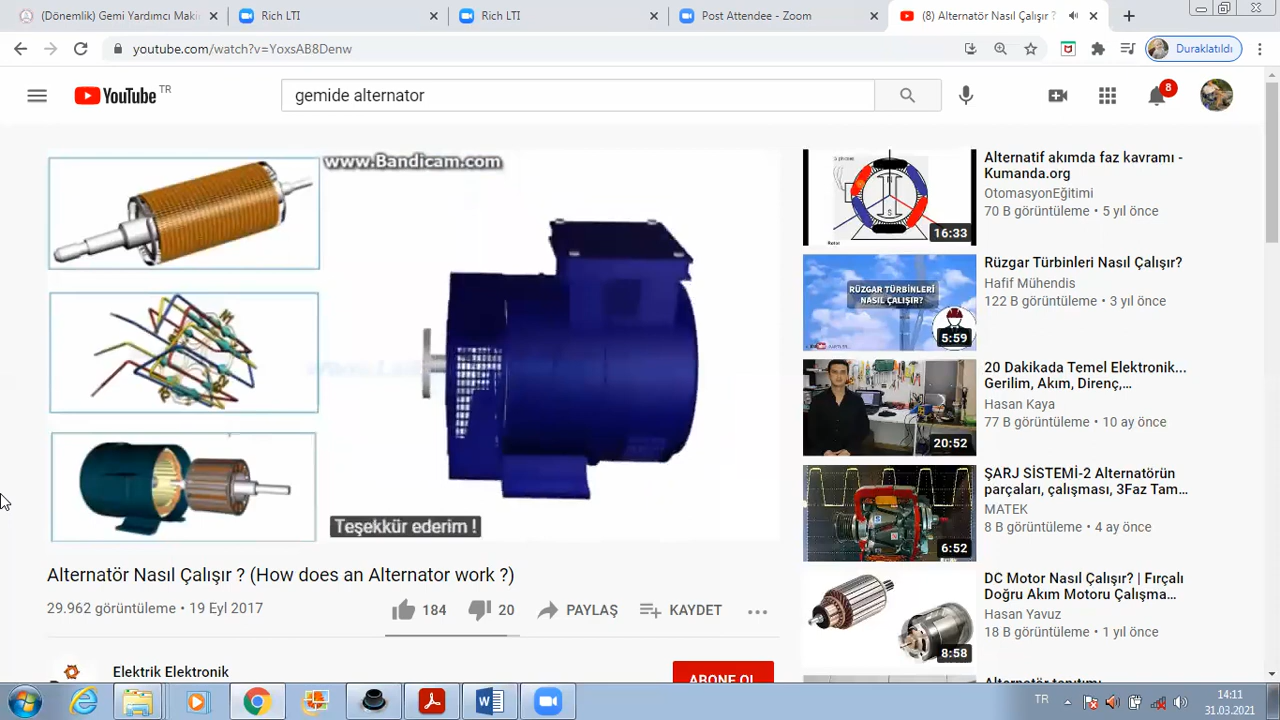 (Dönemlik) Gemi Yardımcı Mak
Rich LTI
Rich LTI
Post Attendee - Zoom
(8) Alternatör Nasıl Çalışır ?
youtube.com/watch?v=YoxsAB8Denw
Duraklatıldı
YouTube TR
gemide alternator
8
www.Bandicam.com
Teşekkür ederim !
Alternatör Nasıl Çalışır ? (How does an Alternator work ?)
29.962 görüntüleme • 19 Eyl 2017
184
20
PAYLAŞ
KAYDET
Elektrik Elektronik
ABONE OL
16:33
Alternatif akımda faz kavramı -
Kumanda.org
OtomasyonEğitimi
70 B görüntüleme • 5 yıl önce
RÜZGAR TÜRBİNLERİ
NASIL ÇALIŞIR?
5:59
Rüzgar Türbinleri Nasıl Çalışır?
Hafif Mühendis
122 B görüntüleme • 3 yıl önce
20:52
20 Dakikada Temel Elektronik...
Gerilim, Akım, Direnç,...
Hasan Kaya
77 B görüntüleme • 10 ay önce
6:52
ŞARJ SİSTEMİ-2 Alternatörün
parçaları, çalışması, 3Faz Tam...
MATEK
8 B görüntüleme • 4 ay önce
8:58
DC Motor Nasıl Çalışır? | Fırçalı
Doğru Akım Motoru Çalışma...
Hasan Yavuz
18 B görüntüleme • 1 yıl önce
Alternatör tanıtımı
TR
14:11
31.03.2021